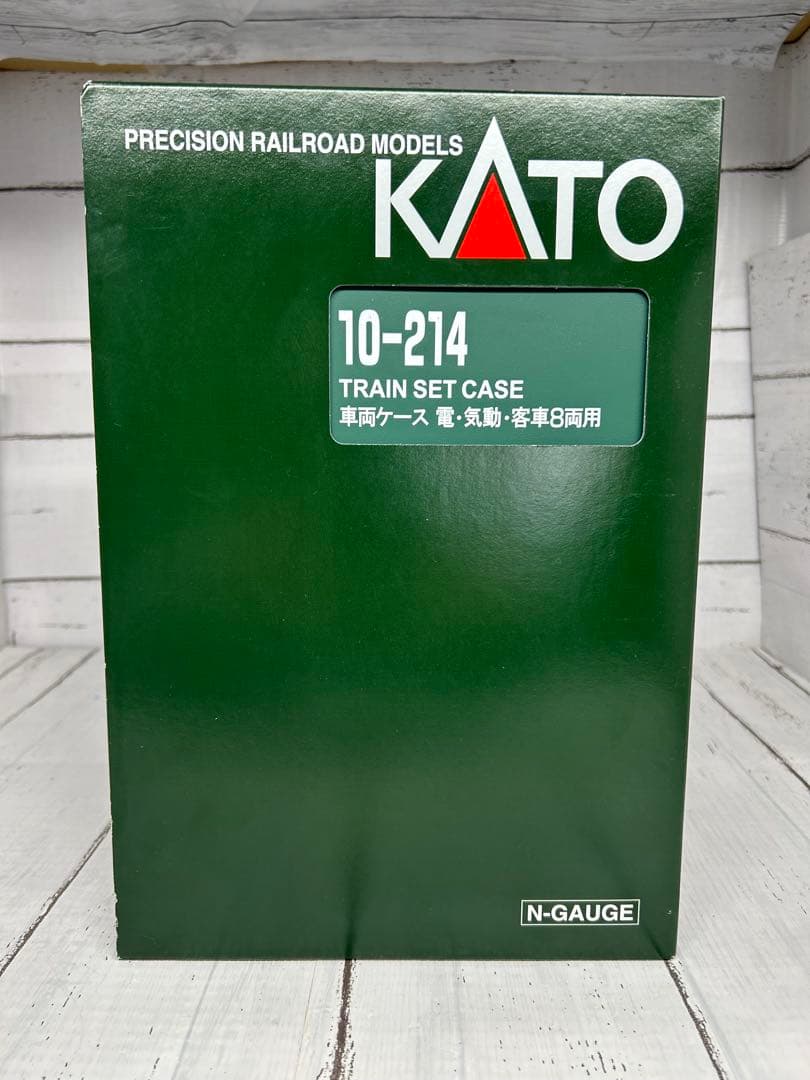 PRECISION RAILROAD MODELS
KATO
10-214
TRAIN SET CASE
車両ケース 電・気動・客車8両用
N-GAUGE